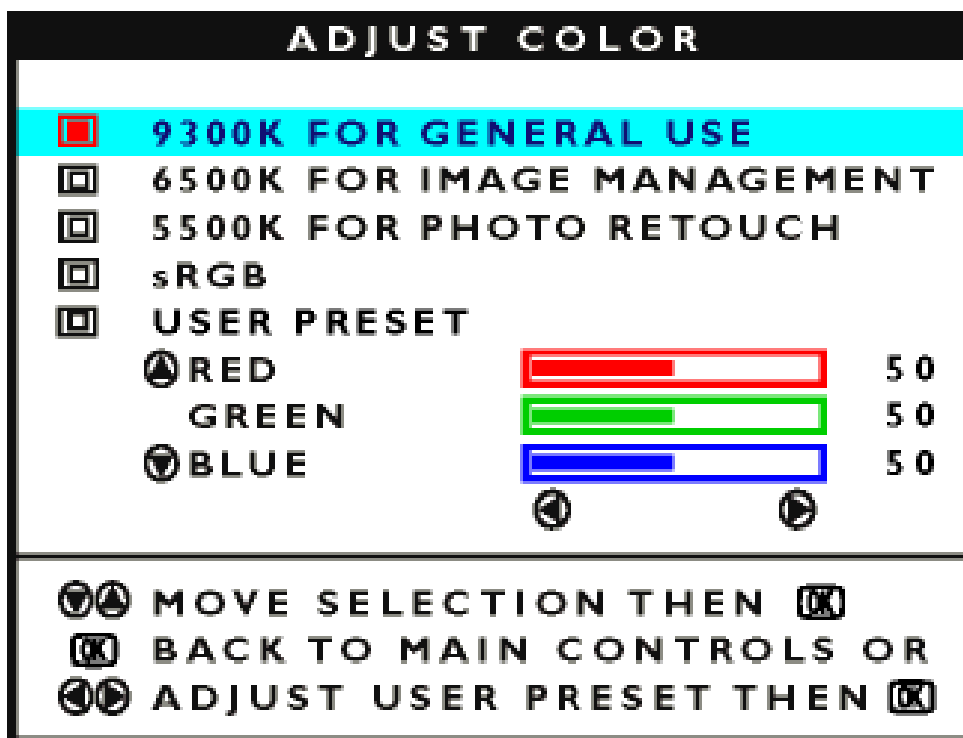 ADJUST COLOR
9300K FOR GENERAL USE
6500K FOR IMAGE MANAGEMENT
5500K FOR PHOTO RETOUCH
sRGB
USER PRESET
RED 50
GREEN 50
BLUE 50
MOVE SELECTION THEN OK
OK BACK TO MAIN CONTROLS OR
ADJUST USER PRESET THEN OK